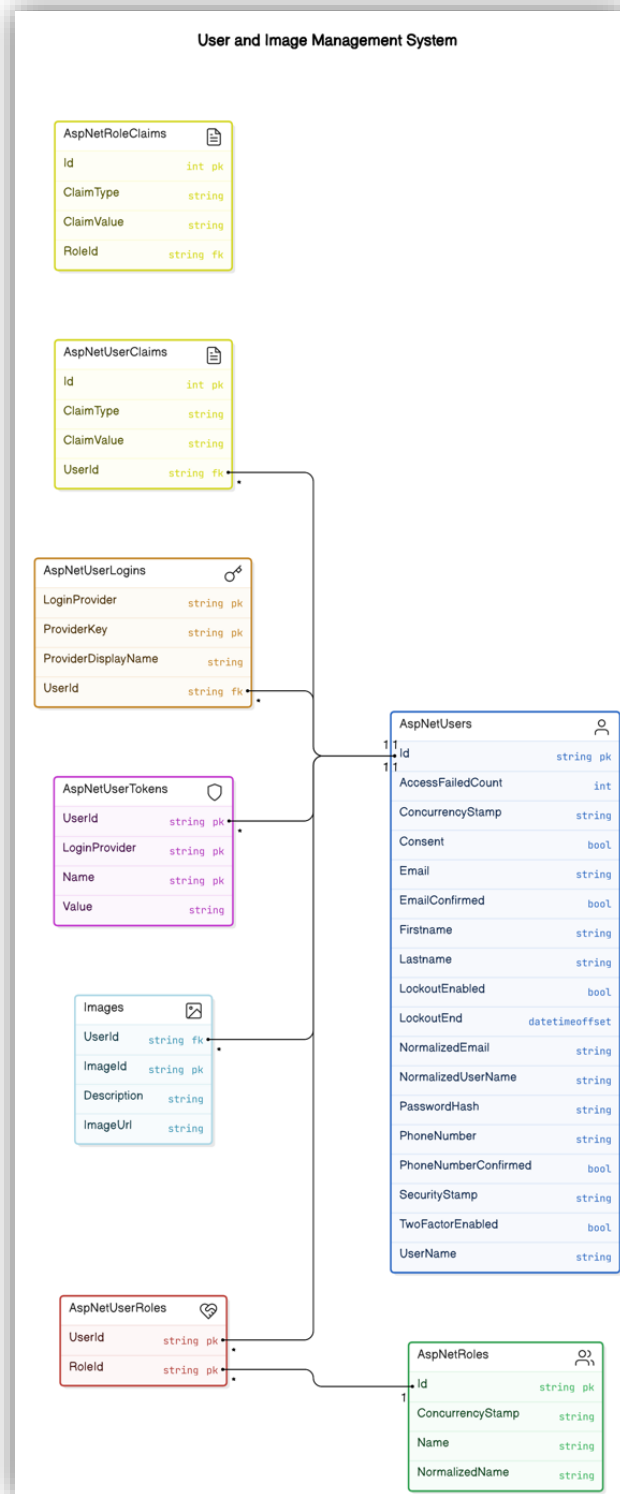 User and Image Management System
AspNetRoleClaims
Id int pk
ClaimType string
ClaimValue string
RoleId string fk
AspNetUserClaims
Id int pk
ClaimType string
ClaimValue string
UserId string fk
*
AspNetUserLogins
LoginProvider string pk
ProviderKey string pk
ProviderDisplayName string
UserId string fk
*
AspNetUserTokens
UserId string pk
*
LoginProvider string pk
Name string pk
Value string
Images
UserId string fk
*
ImageId string pk
Description string
ImageUrl string
AspNetUserRoles
UserId string pk
*
RoleId string pk
*
AspNetUsers
1 1
Id string pk
1 1
AccessFailedCount int
ConcurrencyStamp string
Consent bool
Email string
EmailConfirmed bool
Firstname string
Lastname string
LockoutEnabled bool
LockoutEnd datetimeoffset
NormalizedEmail string
NormalizedUserName string
PasswordHash string
PhoneNumber string
PhoneNumberConfirmed bool
SecurityStamp string
TwoFactorEnabled bool
UserName string
AspNetRoles
Id string pk
1
ConcurrencyStamp string
Name string
NormalizedName string